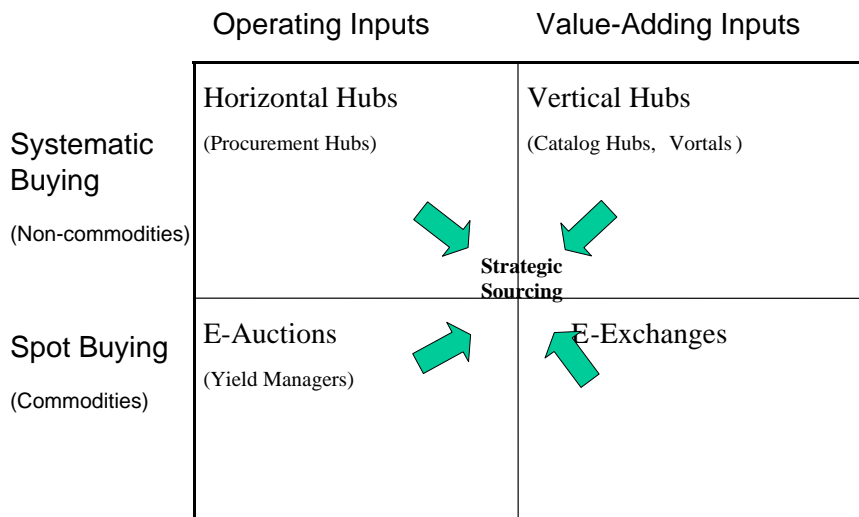 Operating Inputs
Value-Adding Inputs
Horizontal Hubs
(Procurement Hubs)
Vertical Hubs
(Catalog Hubs, Vortals )
Systematic
Buying
(Non-commodities)
Strategic
Sourcing
Spot Buying
(Commodities)
E-Auctions
(Yield Managers)
E-Exchanges